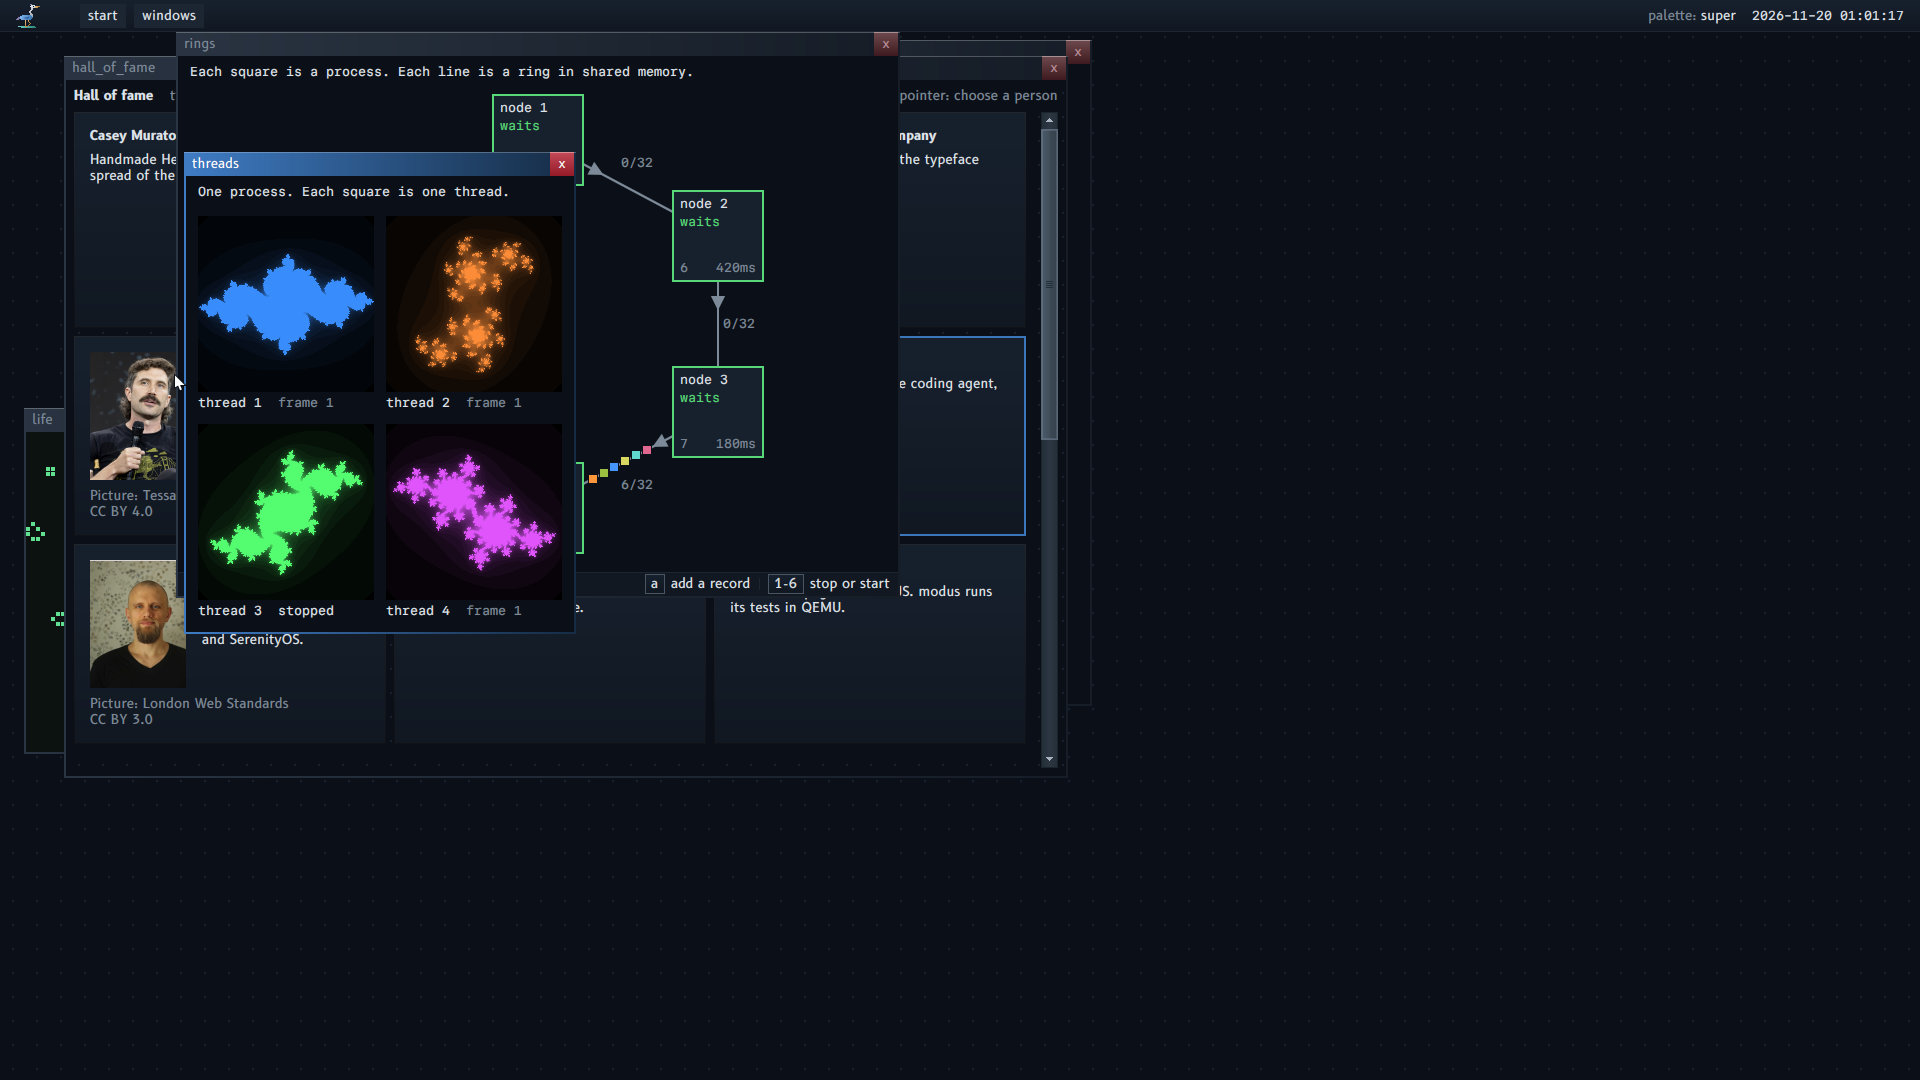 start windows palette: super 2026-11-20 01:01:17
rings x
x
hall_of_fame x
Each square is a process. Each line is a ring in shared memory.
Hall of fame pointer: choose a person
node 1
waits
Casey
Handmade
spread of the
the typeface
threads x
0/32
One process. Each square is one thread.
node 2
waits
6 420ms
0/32
node 3
waits
7 180ms
e coding agent,
thread 1 frame 1
thread 2 frame 1
life
6/32
Picture: Tessa
CC BY 4.0
a add a record 1-6 stop or start
thread 3 stopped
thread 4 frame 1
modus runs
its tests in QEMU.
and SerenityOS.
Picture: London Web Standards
CC BY 3.0